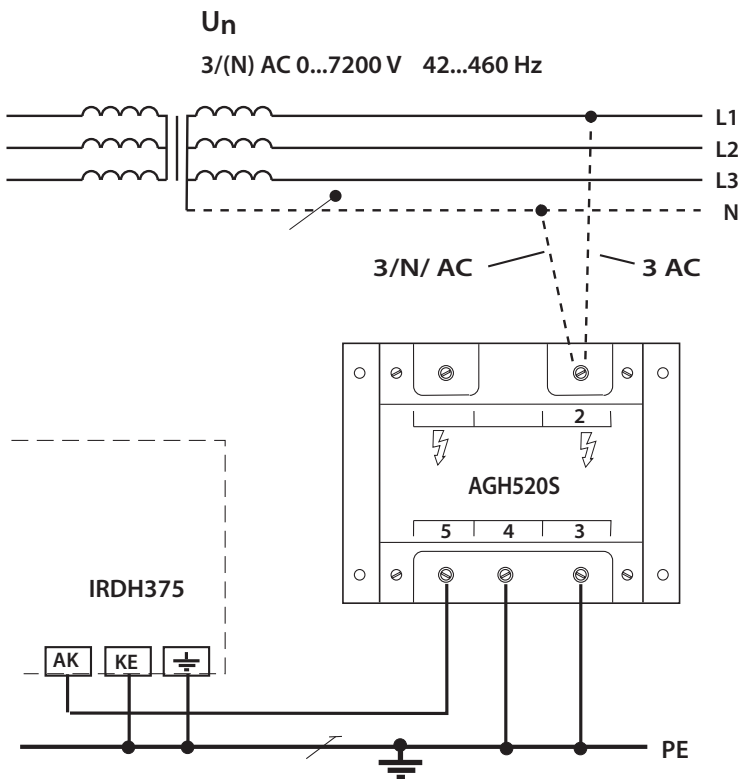 Un
3/(N) AC 0...7200 V 42...460 Hz
L1
L2
L3
N
3/N/ AC
3 AC
2
AGH520S
5 4 3
IRDH375
AK KE
PE